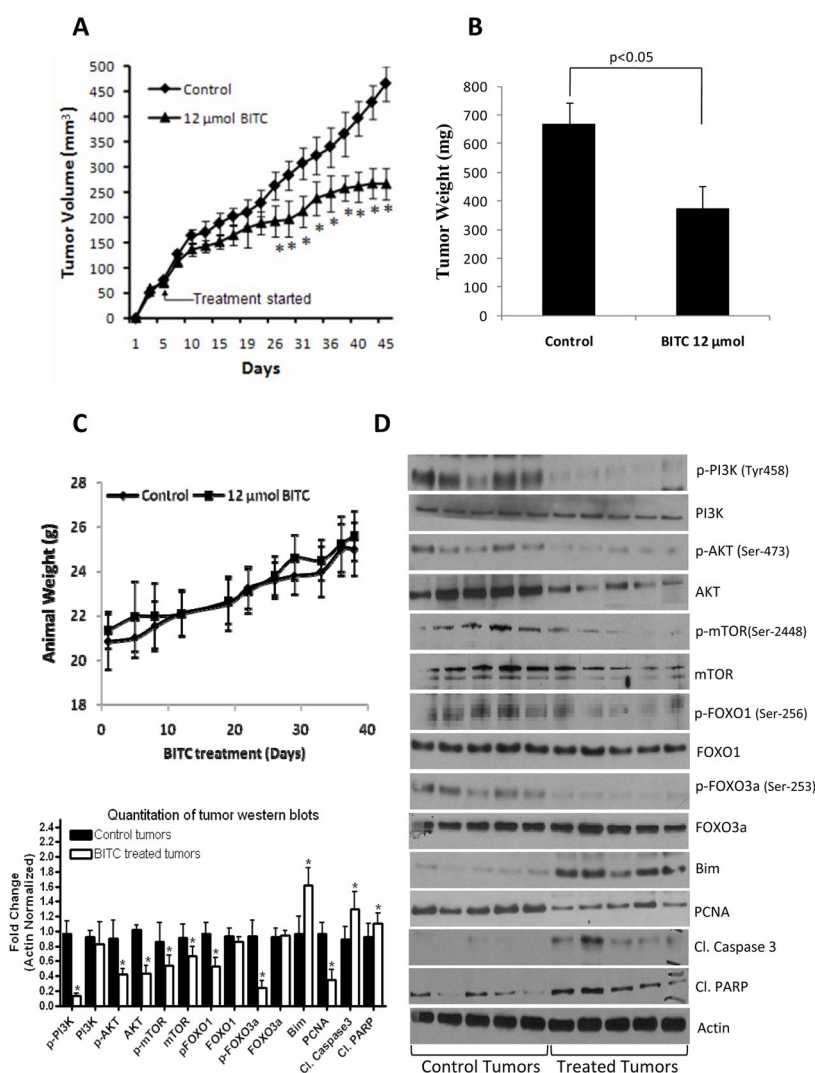 A
Tumor Volume (mm³)
500
450
400
350
300
250
200
150
100
50
0
Control
12 µmol BITC
* * * * * * * * *
Treatment started
1 5 10 15 19 22 26 31 36 40 45
Days
B
p<0.05
Tumor Weight (mg)
800
700
600
500
400
300
200
100
0
Control BITC 12 µmol
C
Animal Weight (g)
28
26
24
22
20
18
Control 12 µmol BITC
0 10 20 30 40
BITC treatment (Days)
Quantitation of tumor western blots
Control tumors
BITC treated tumors
Fold Change
(Actin Normalized)
2.4
2.2
2.0
1.8
1.6
1.4
1.2
1.0
0.8
0.6
0.4
0.2
0.0
* * * * * * * * * * *
p-PI3K
PI3K
p-AKT
AKT
p-mTOR
mTOR
pFOXO1
FOXO1
p-FOXO3a
FOXO3a
Bim
PCNA
Cl. Caspase3
Cl. PARP
D
p-PI3K (Tyr458)
PI3K
p-AKT (Ser-473)
AKT
p-mTOR(Ser-2448)
mTOR
p-FOXO1 (Ser-256)
FOXO1
p-FOXO3a (Ser-253)
FOXO3a
Bim
PCNA
Cl. Caspase 3
Cl. PARP
Actin
Control Tumors Treated Tumors